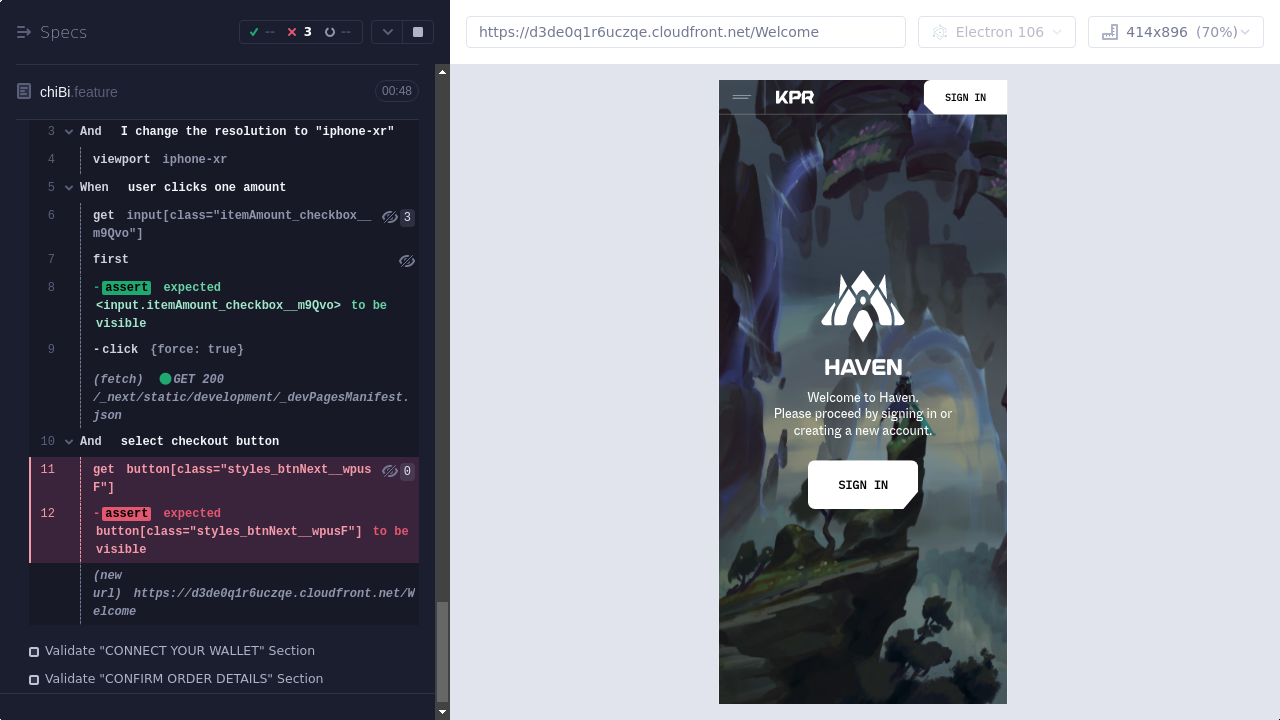 Specs
--
3
--
https://d3de0q1r6uczqe.cloudfront.net/Welcome
Electron 106
414x896 (70%)
chiBi.feature
00:48
3 And I change the resolution to "iphone-xr"
4 viewport iphone-xr
5 When user clicks one amount
6 get input[class="itemAmount_checkbox__
m9Qvo"]
3
7 first
8 -assert expected
<input.itemAmount_checkbox__m9Qvo> to be
visible
9 -click {force: true}
(fetch) GET 200
/_next/static/development/_devPagesManifest.
json
10 And select checkout button
11 get button[class="styles_btnNext__wpus
F"]
0
12 -assert expected
button[class="styles_btnNext__wpusF"] to be
visible
(new
url) https://d3de0q1r6uczqe.cloudfront.net/W
elcome
Validate "CONNECT YOUR WALLET" Section
Validate "CONFIRM ORDER DETAILS" Section
KPR
SIGN IN
HAVEN
Welcome to Haven.
Please proceed by signing in or
creating a new account.
SIGN IN